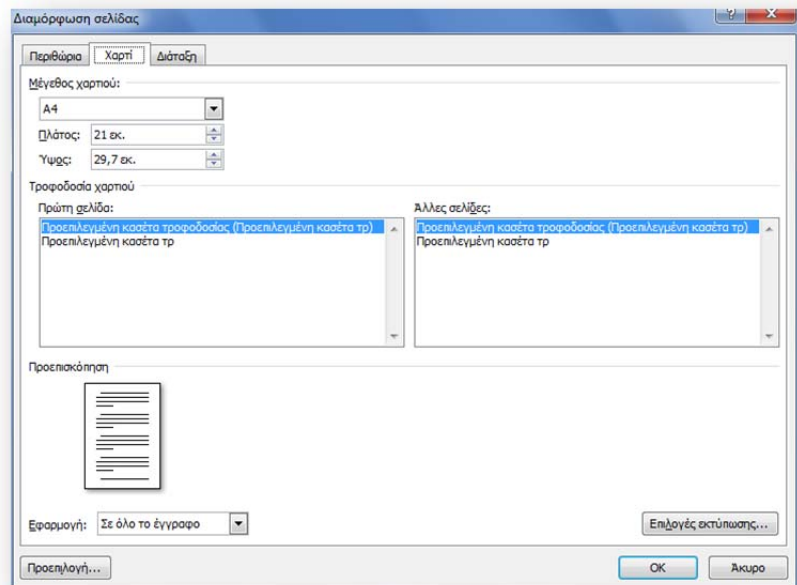 Διαμόρφωση σελίδας
Περιθώρια Χαρτί Διάταξη
Μέγεθος χαρτιού:
A4
Πλάτος: 21 εκ.
Ύψος: 29,7 εκ.
Τροφοδοσία χαρτιού
Πρώτη σελίδα: Άλλες σελίδες:
Προεπιλεγμένη κασέτα τροφοδοσίας (Προεπιλεγμένη κασέτα τρ) Προεπιλεγμένη κασέτα τροφοδοσίας (Προεπιλεγμένη κασέτα τρ)
Προεπιλεγμένη κασέτα τρ Προεπιλεγμένη κασέτα τρ
Προεπισκόπηση
Εφαρμογή: Σε όλο το έγγραφο Επιλογές εκτύπωσης...
Προεπιλογή... OK Άκυρο